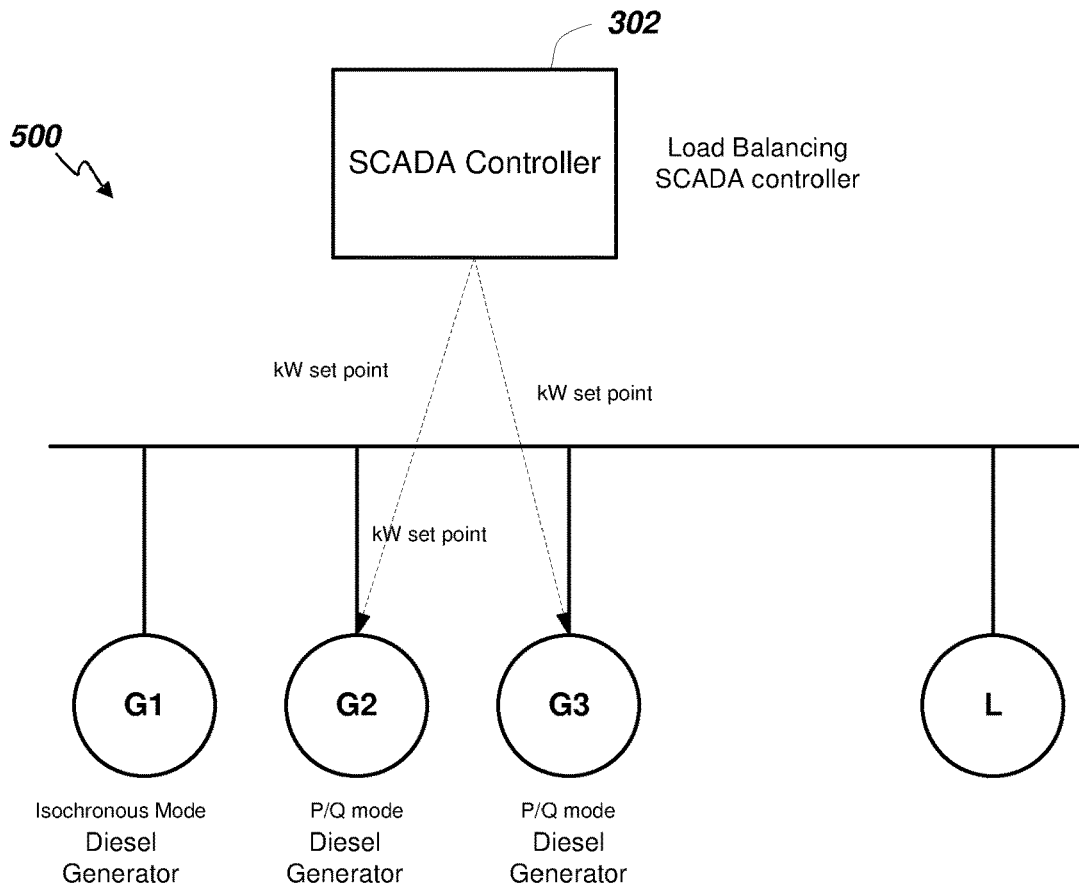 302
500
SCADA Controller
Load Balancing
SCADA controller
kW set point
kW set point
kW set point
G1
G2
G3
L
Isochronous Mode
Diesel
Generator
P/Q mode
Diesel
Generator
P/Q mode
Diesel
Generator